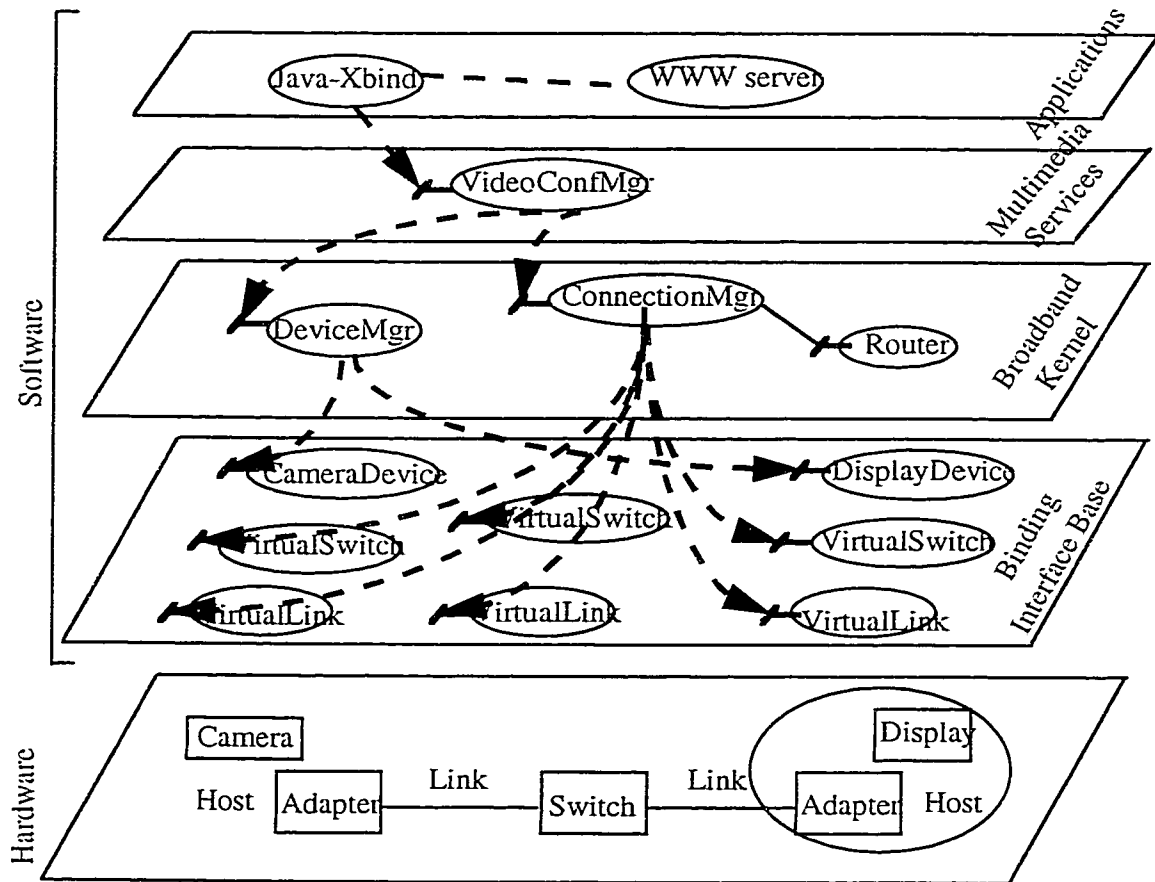 Software
Java-Xbind
WWW server
Applications
VideoConfMgr
Multimedia
Services
DeviceMgr
ConnectionMgr
Router
Broadband
Kernel
CameraDevice
DisplayDevice
VirtualSwitch
VirtualSwitch
VirtualSwitch
VirtualLink
VirtualLink
VirtualLink
Binding
Interface Base
Hardware
Camera
Display
Host
Adapter
Link
Switch
Link
Adapter
Host